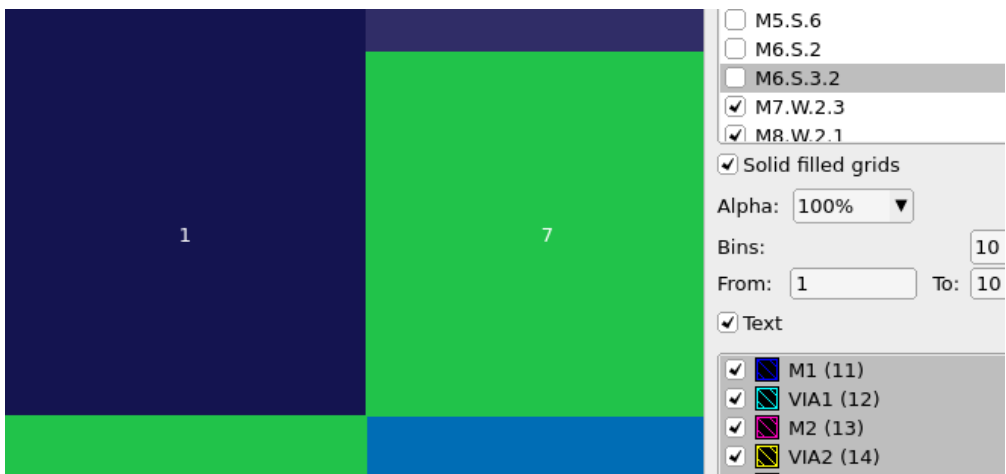 M5.S.6
M6.S.2
M6.S.3.2
M7.W.2.3
M8.W.2.1
Solid filled grids
Alpha: 100%
1 7
Bins: 10
From: 1 To: 10
Text
M1 (11)
VIA1 (12)
M2 (13)
VIA2 (14)